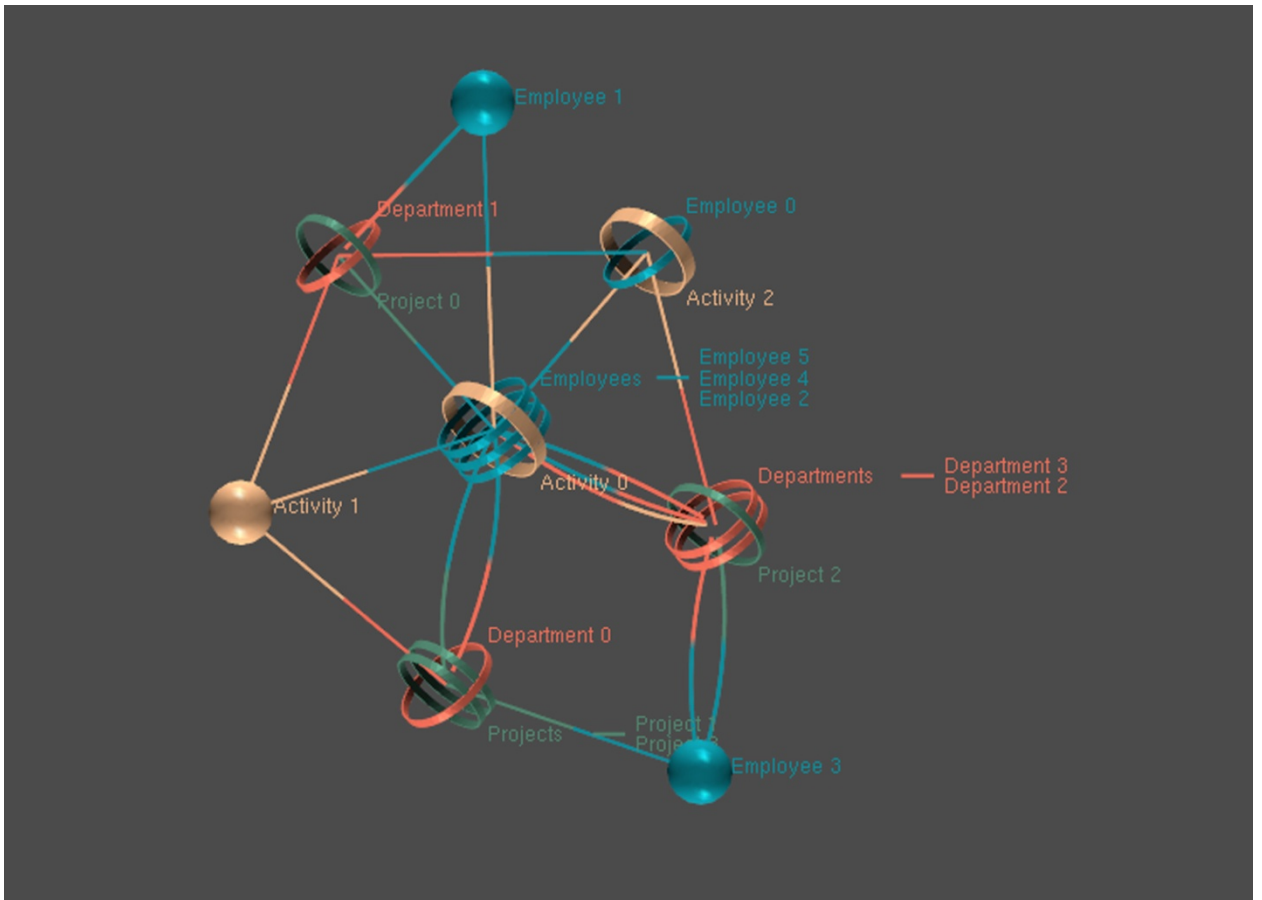 Employee 1
Department 1
Employee 0
Project 0
Activity 2
Employees
Employee 5
Employee 4
Employee 2
Activity 0
Departments
Department 3
Department 2
Activity 1
Project 2
Department 0
Projects
Project
Employee 3